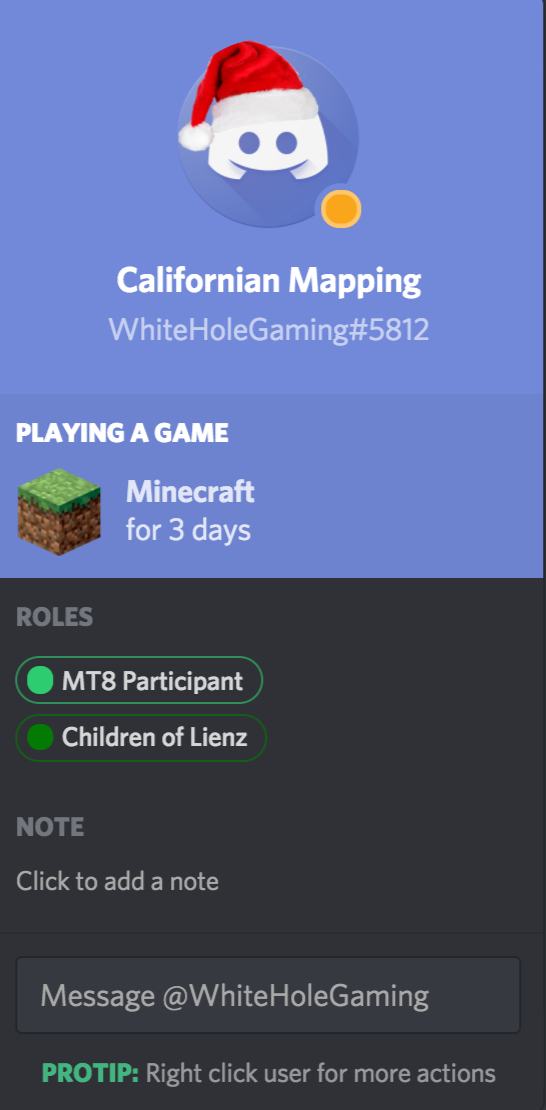 Californian Mapping
WhiteHoleGaming#5812
PLAYING A GAME
Minecraft
for 3 days
ROLES
MT8 Participant
Children of Lienz
NOTE
Click to add a note
Message @WhiteHoleGaming
PROTIP: Right click user for more actions